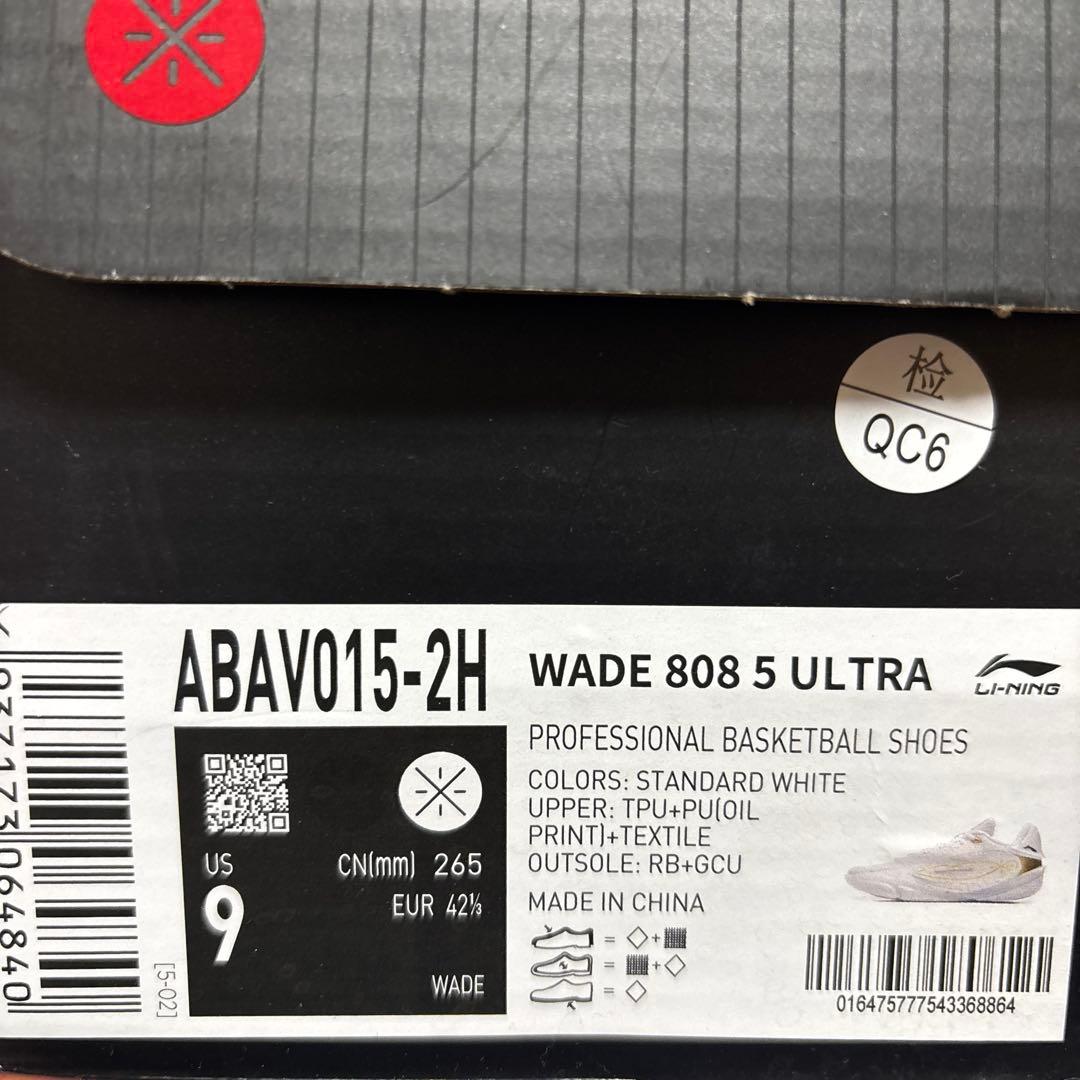 检
QC6
ABAV015-2H
WADE 808 5 ULTRA
LI-NING
PROFESSIONAL BASKETBALL SHOES
COLORS: STANDARD WHITE
UPPER: TPU+PU(OIL
PRINT)+TEXTILE
OUTSOLE: RB+GCU
MADE IN CHINA
US
9
CN(mm) 265
EUR 42⅓
WADE
[5-02]
016475777543368864